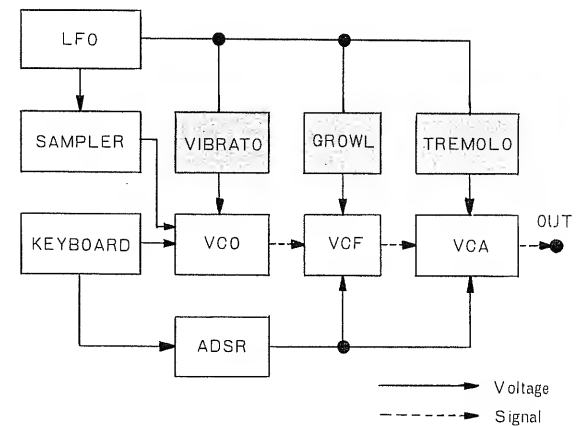 LFO
SAMPLER
VIBRATO
GROWL
TREMOLO
KEYBOARD
VCO
VCF
VCA
OUT
ADSR
Voltage
Signal